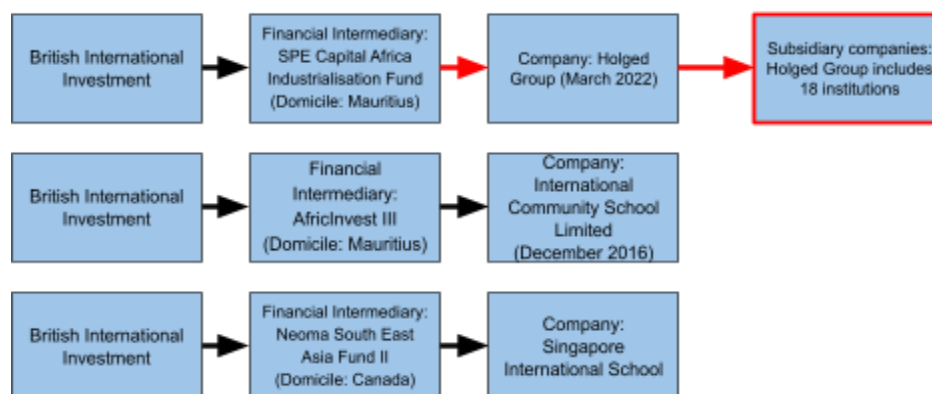 British International
Investment
Financial Intermediary:
SPE Capital Africa
Industrialisation Fund
(Domicile: Mauritius)
Company: Holged
Group (March 2022)
Subsidiary companies:
Holged Group includes
18 institutions
British International
Investment
Financial
Intermediary:
AfricInvest III
(Domicile: Mauritius)
Company:
International
Community School
Limited
(December 2016)
British International
Investment
Financial Intermediary:
Neoma South East
Asia Fund II
(Domicile: Canada)
Company:
Singapore
International School